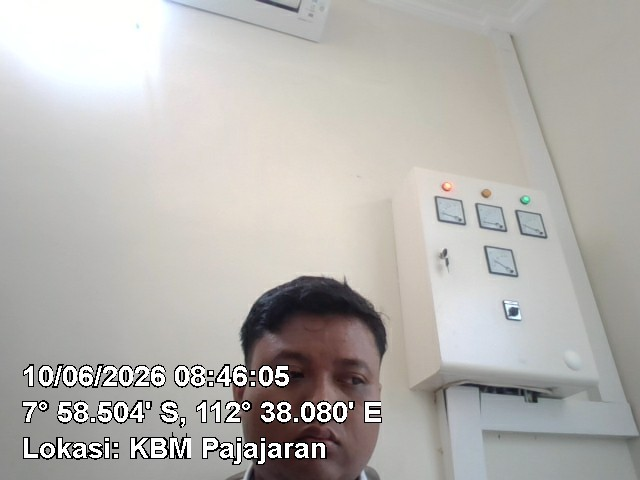 10/06/2026 08:46:05
7° 58.504' S, 112° 38.080' E
Lokasi: KBM Pajajaran